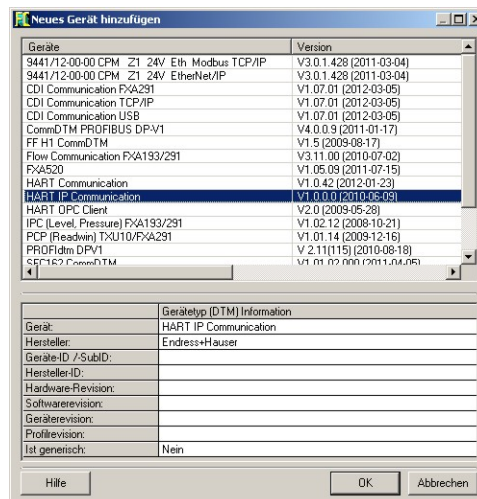 Neues Gerät hinzufügen
Geräte Version
9441/12-00-00 CPM Z1 24V Eth Modbus TCP/IP V3.0.1.428 (2011-03-04)
9441/12-00-00 CPM Z1 24V EtherNet/IP V3.0.1.428 (2011-03-04)
CDI Communication FXA291 V1.07.01 (2012-03-05)
CDI Communication TCP/IP V1.07.01 (2012-03-05)
CDI Communication USB V1.07.01 (2012-03-05)
CommDTM PROFIBUS DP-V1 V4.0.0.9 (2011-01-17)
FF H1 CommDTM V1.5 (2009-08-17)
Flow Communication FXA193/291 V3.11.00 (2010-07-02)
FXA520 V1.05.09 (2011-07-15)
HART Communication V1.0.42 (2012-01-23)
HART IP Communication V1.0.0.0 (2010-06-09)
HART OPC Client V2.0 (2009-05-28)
IPC (Level, Pressure) FXA193/291 V1.02.12 (2008-10-21)
PCP (Readwin) TXU10/FXA291 V1.01.14 (2009-12-16)
PROFIdtm DPV1 V 2.11(115) (2010-08-18)
SFC162 CommDTM V1.01.02.000 (2011-04-05)
Gerätetyp (DTM) Information
Gerät: HART IP Communication
Hersteller: Endress+Hauser
Geräte-ID /-SubID:
Hersteller-ID:
Hardware-Revision:
Softwarerevision:
Geräterevision:
Profilrevision:
Ist generisch: Nein
Hilfe OK Abbrechen